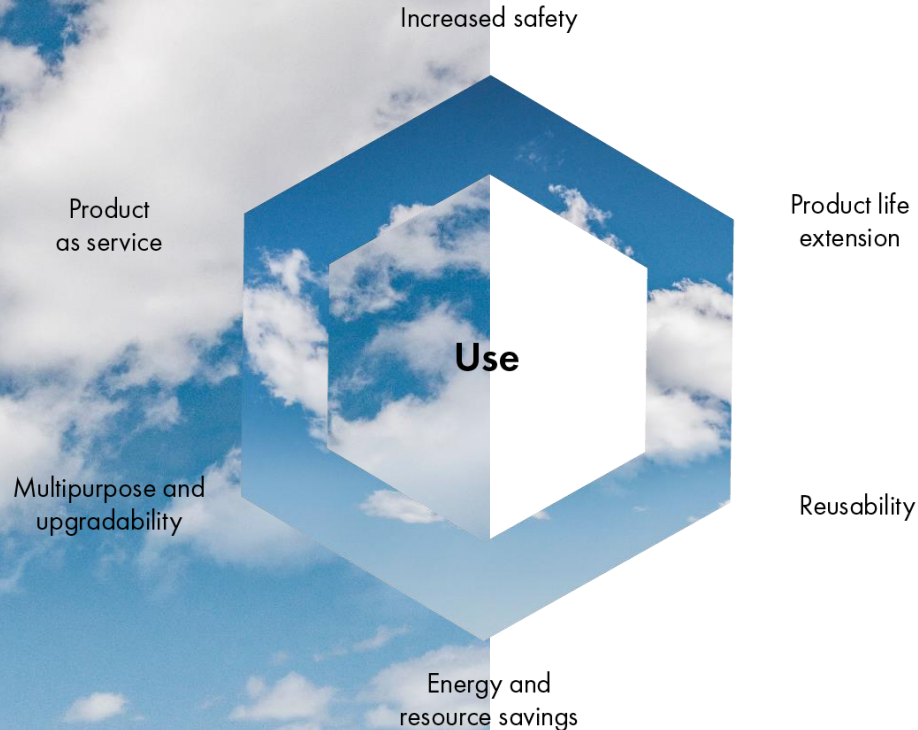 Increased safety
Product
as service
Product life
extension
Use
Multipurpose and
upgradability
Reusability
Energy and
resource savings